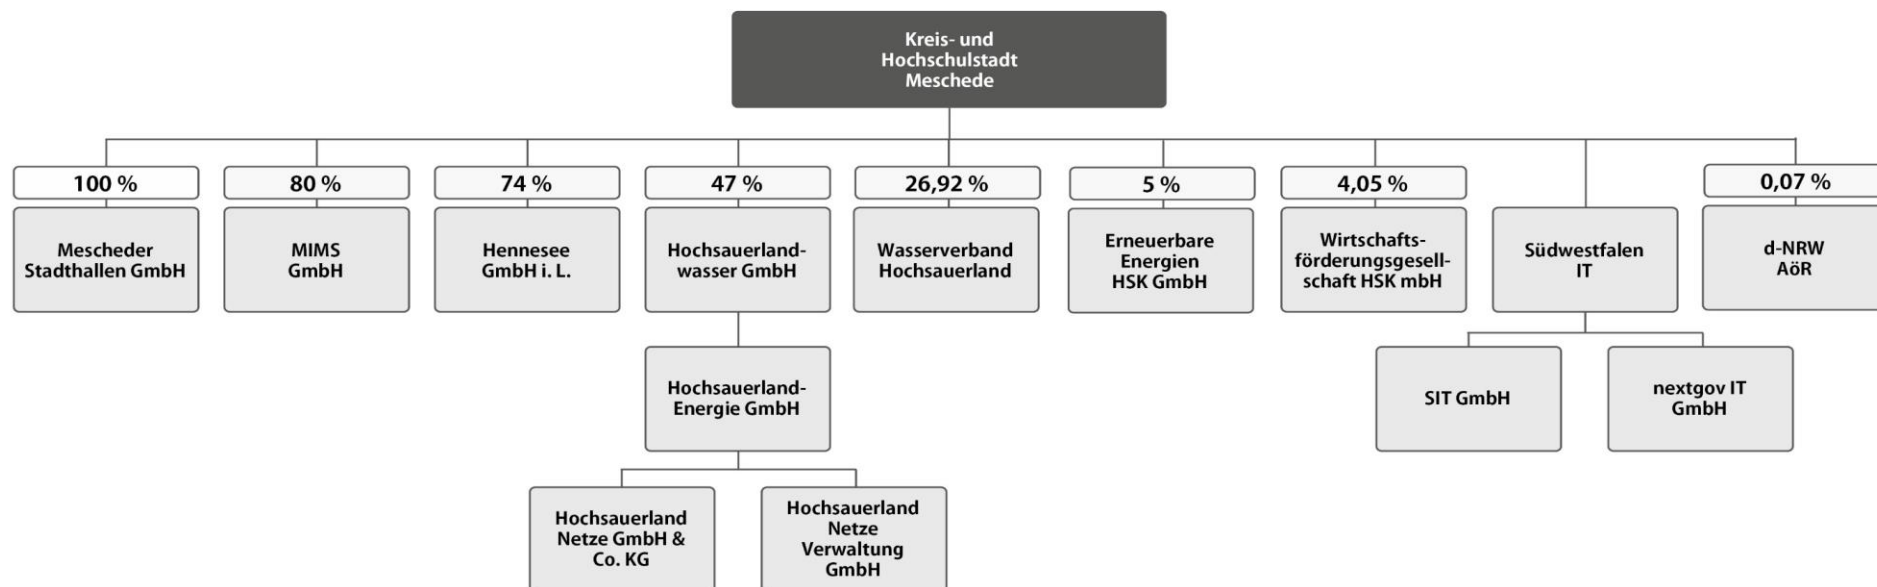 Kreis- und
Hochschulstadt
Meschede
100 %
80 %
74 %
47 %
26,92 %
5 %
4,05 %
0,07 %
Mescheder
Stadthallen GmbH
MIMS
GmbH
Hennesee
GmbH i. L.
Hochsauerland-
wasser GmbH
Wasserverband
Hochsauerland
Erneuerbare
Energien
HSK GmbH
Wirtschafts-
förderungsgesell-
schaft HSK mbH
Südwestfalen
IT
d-NRW
AöR
Hochsauerland-
Energie GmbH
SIT GmbH
nextgov IT
GmbH
Hochsauerland
Netze GmbH &
Co. KG
Hochsauerland
Netze
Verwaltung
GmbH